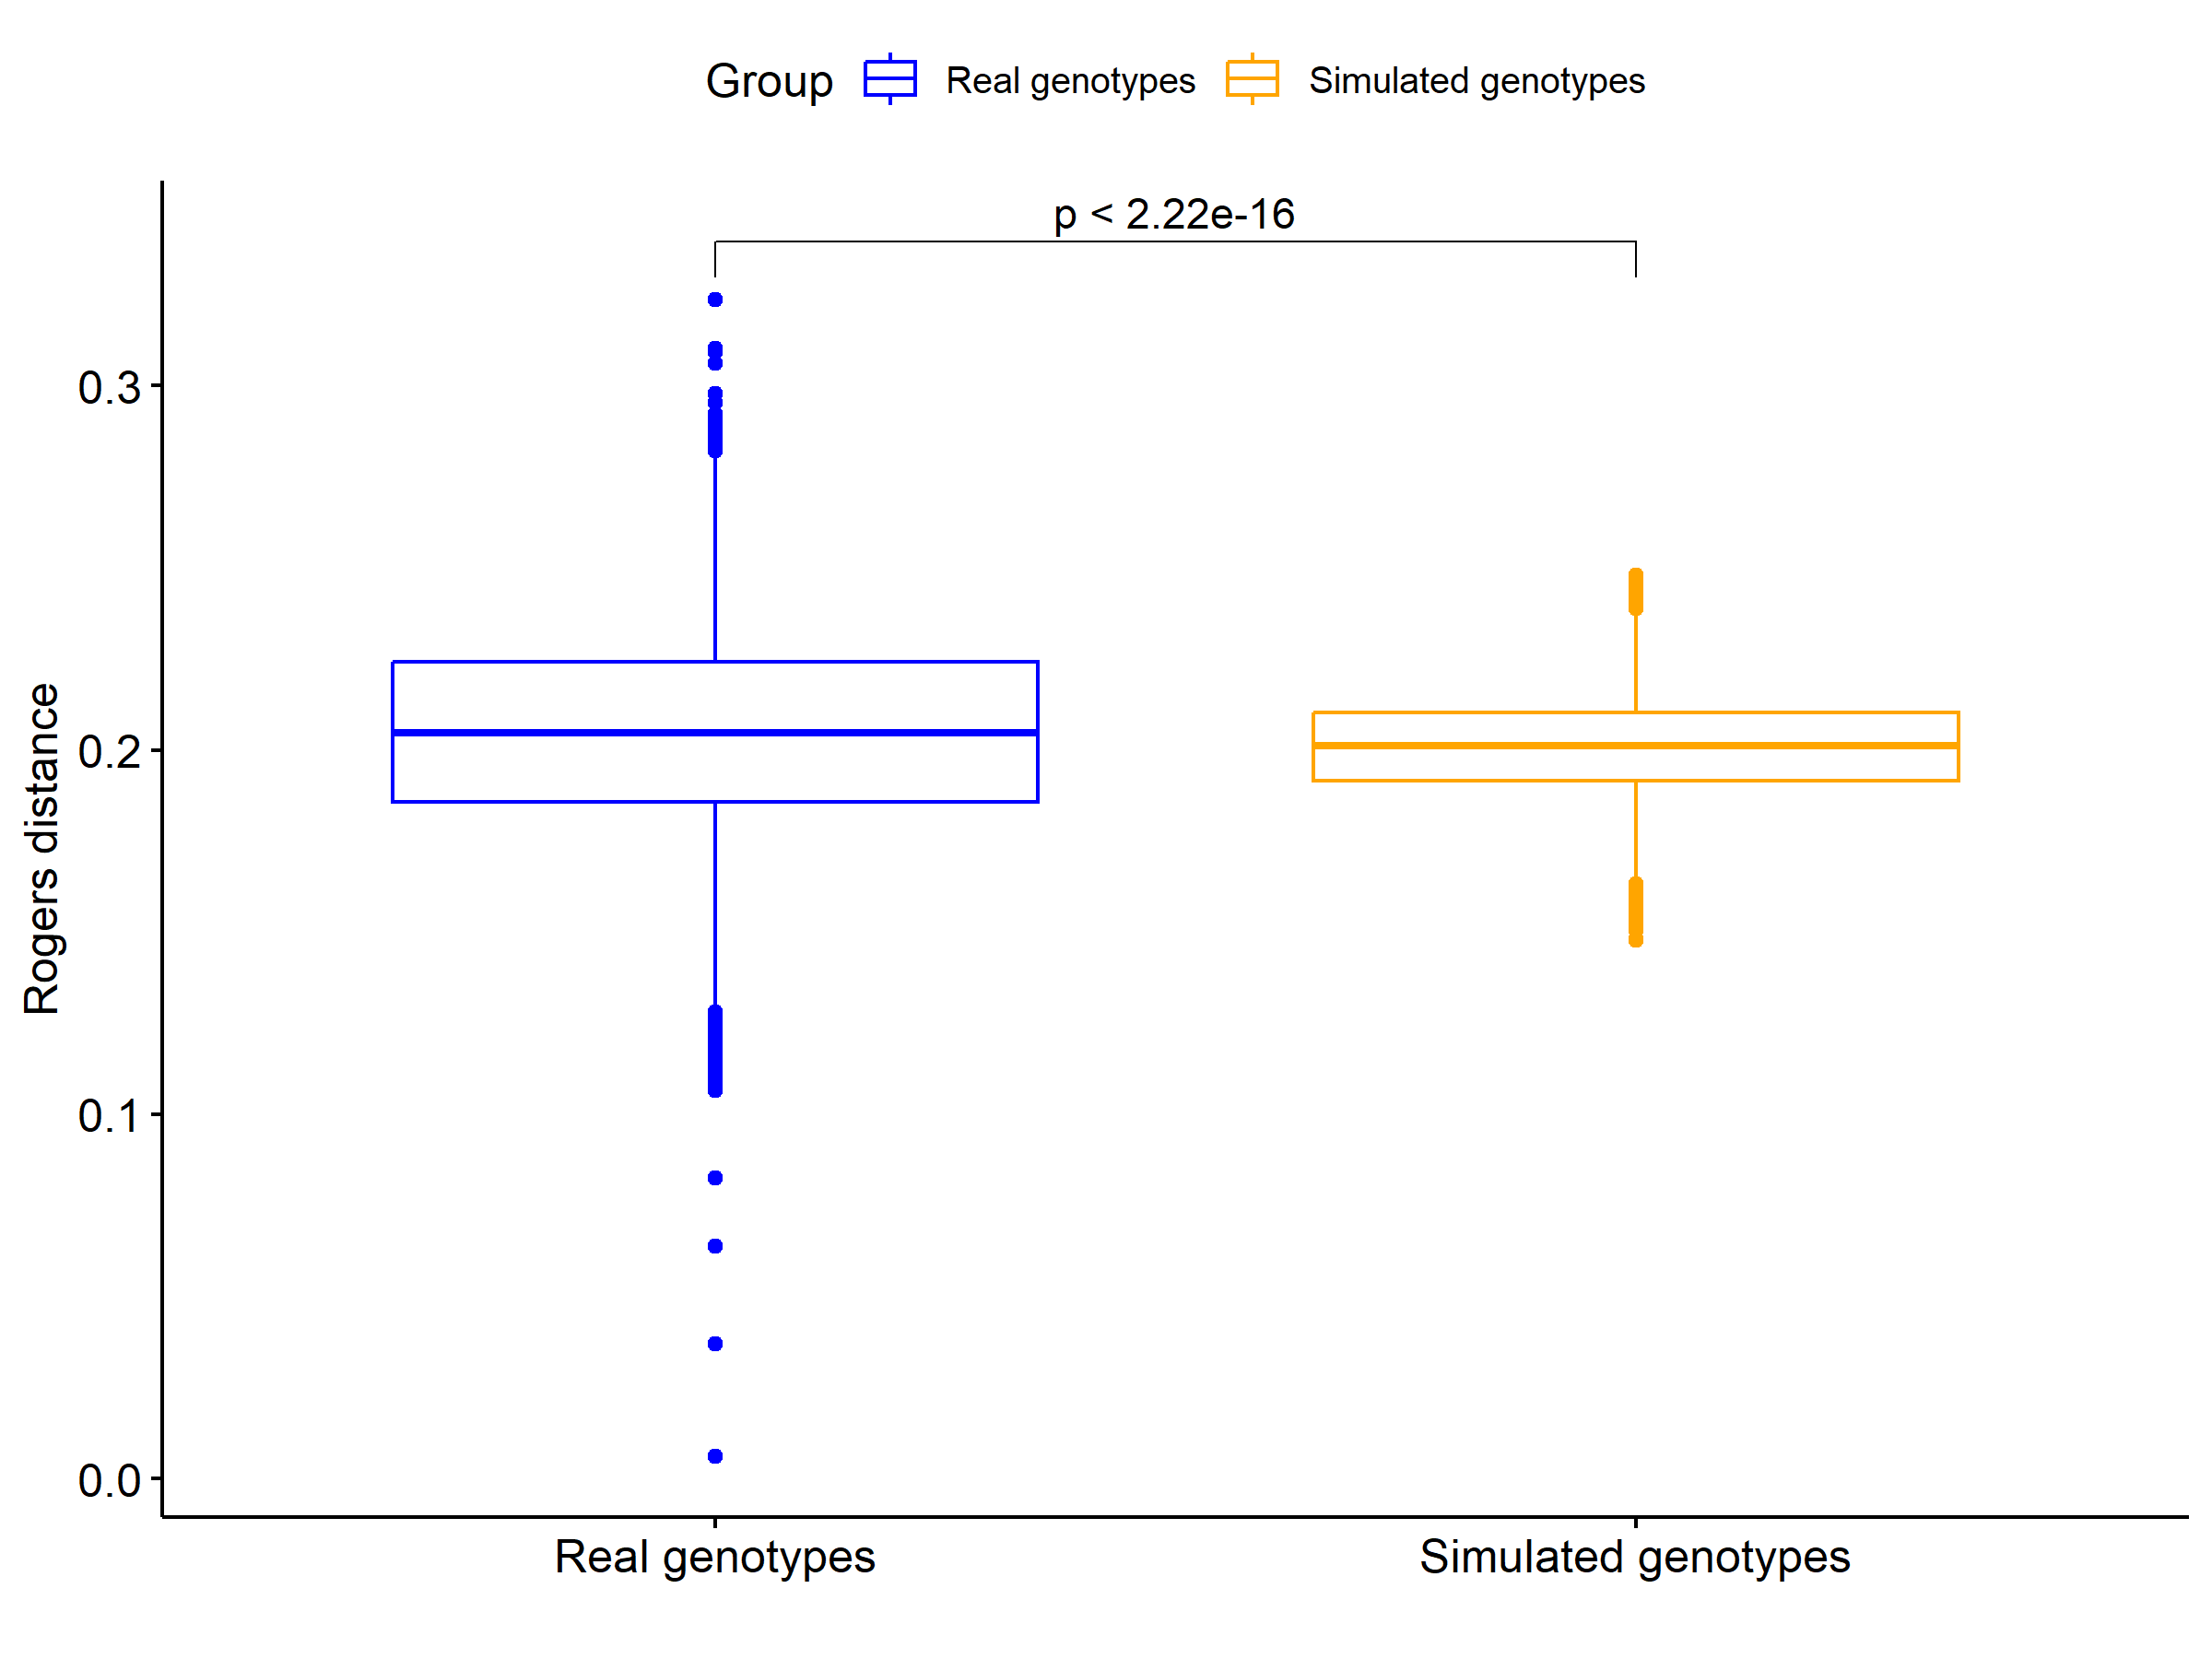 Group Real genotypes Simulated genotypes
p < 2.22e-16
0.3
0.2
0.1
0.0
Rogers distance
Real genotypes Simulated genotypes